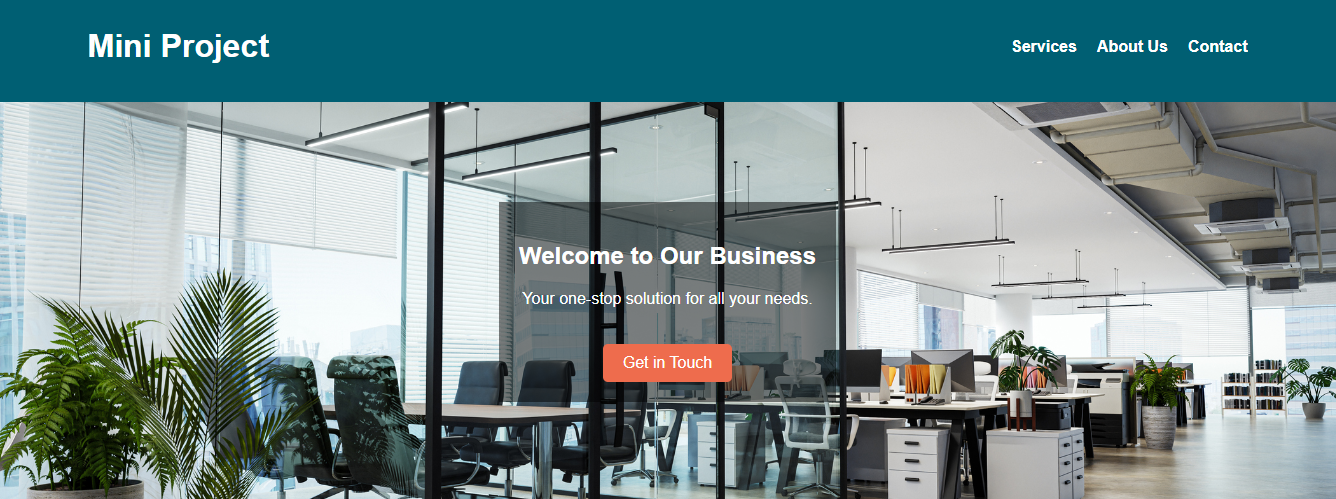 Mini Project
Services About Us Contact
Welcome to Our Business
Your one-stop solution for all your needs.
Get in Touch